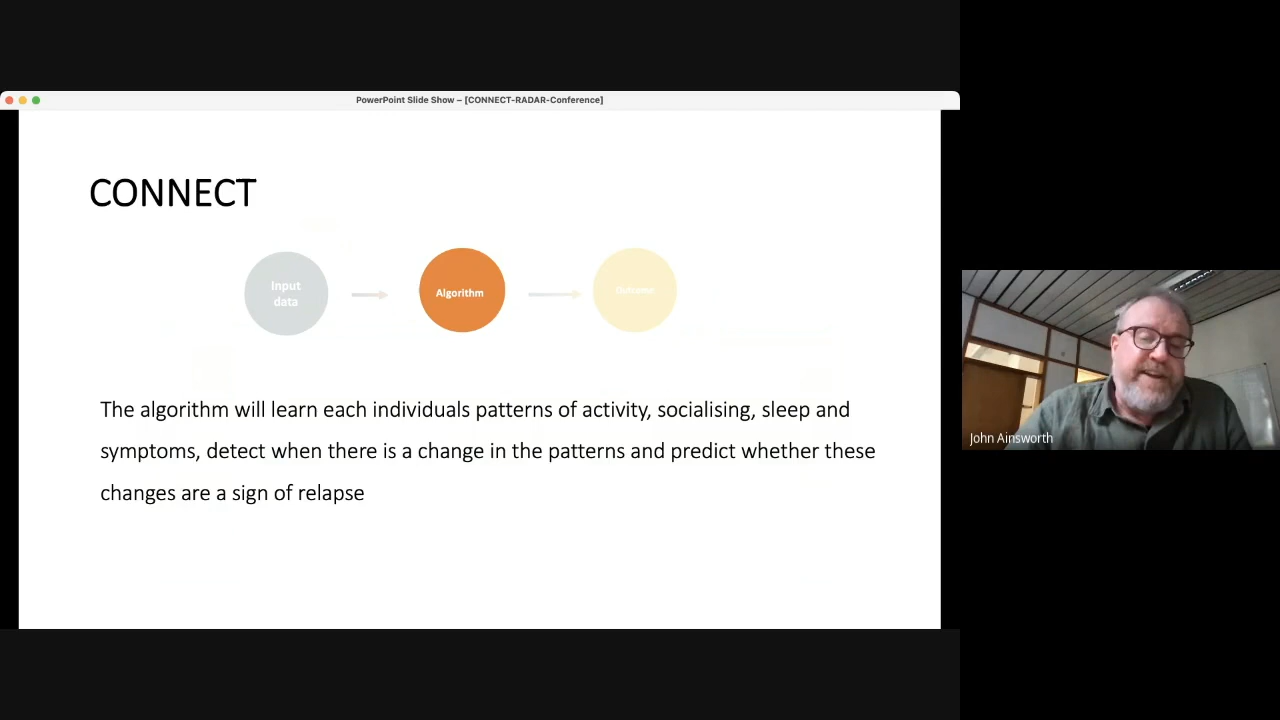 PowerPoint Slide Show – [CONNECT-RADAR-Conference]
CONNECT
Input
data
Algorithm
Outcome
The algorithm will learn each individuals patterns of activity, socialising, sleep and
symptoms, detect when there is a change in the patterns and predict whether these
changes are a sign of relapse
John Ainsworth